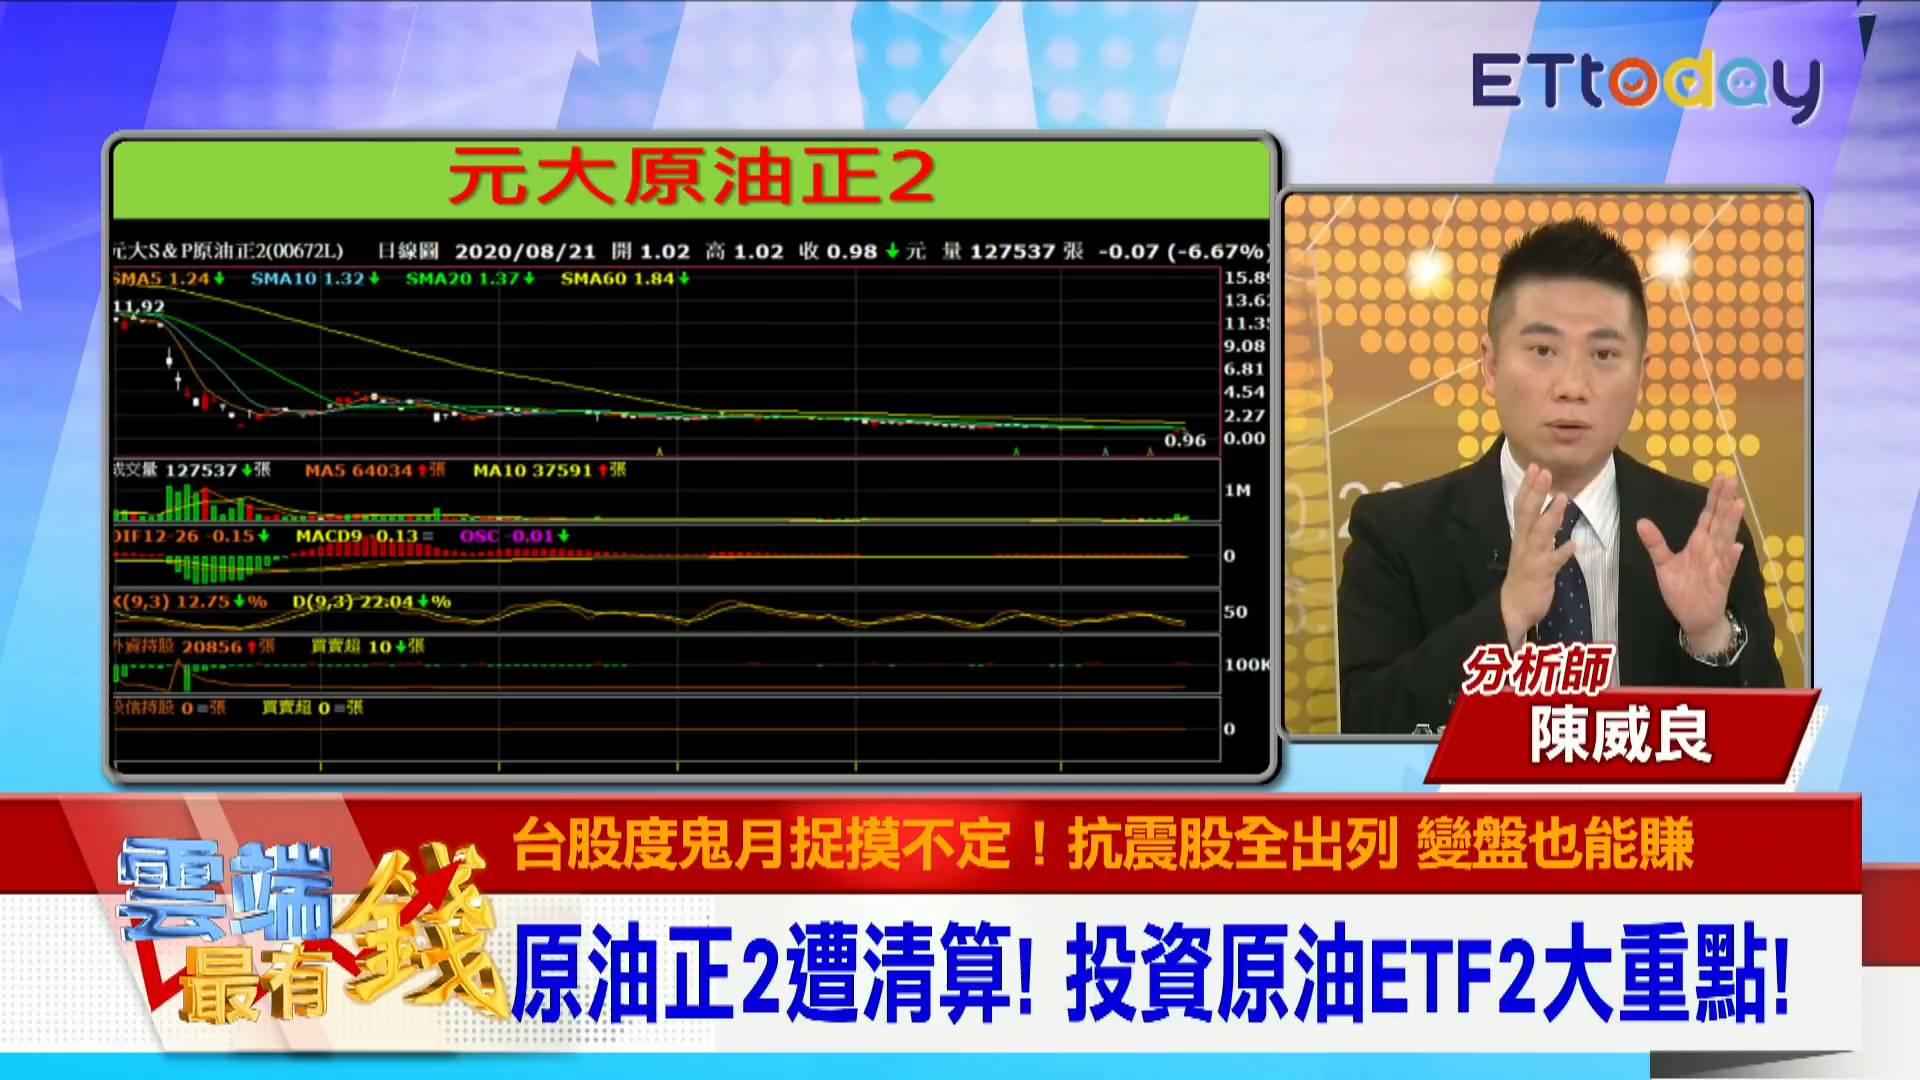 ETtoday
元大原油正2
元大S&P原油正2(00672L) 日線圖 2020/08/21 開 1.02 高 1.02 收 0.98↓元 量 127537 張 -0.07 (-6.67%)
SMA5 1.24↓ SMA10 1.32↓ SMA20 1.37↓ SMA60 1.84↓
15.89
11.92
13.62
11.35
9.08
6.81
4.54
2.27
0.96
0.00
成交量 127537↓張 MA5 64034↑張 MA10 37591↑張
1M
DIF12-26 -0.15↓ MACD9 -0.13= OSC -0.01↓
0
K(9,3) 12.75↓% D(9,3) 22.04↓%
50
外資持股 20856↑張 買賣超 10↓張
100K
投信持股 0=張 買賣超 0=張
0
分析師
陳威良
台股度鬼月捉摸不定！抗震股全出列 變盤也能賺
雲端最有錢
原油正2遭清算! 投資原油ETF2大重點!